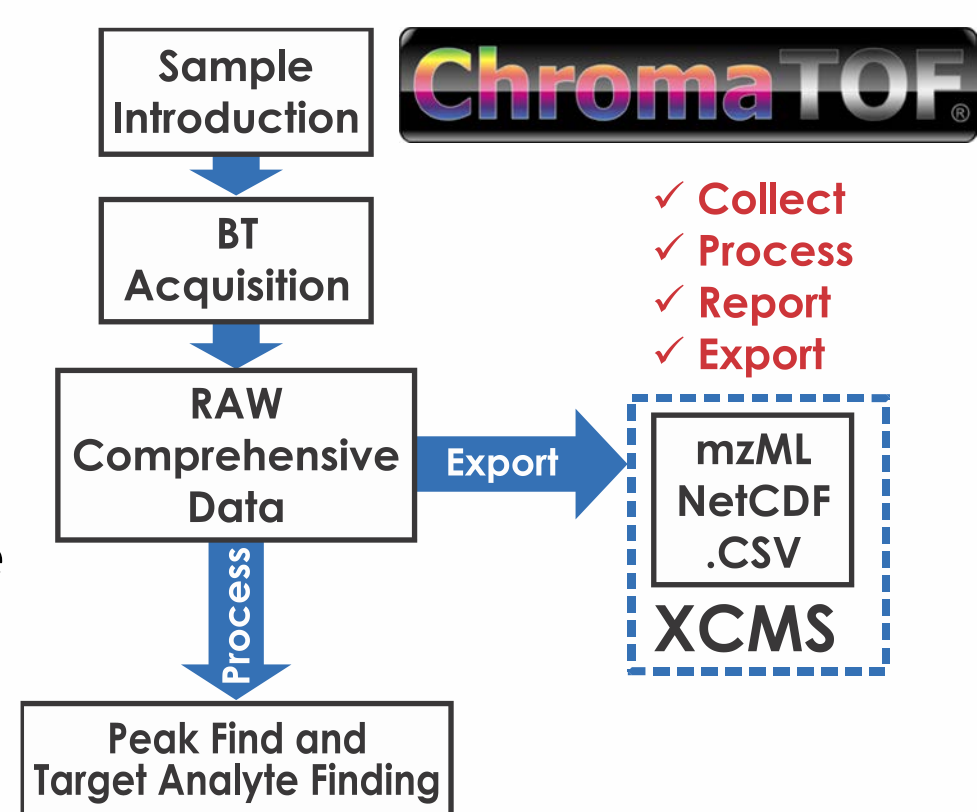 Sample
Introduction
ChromaTOF®
BT
Acquisition
✓ Collect
✓ Process
✓ Report
✓ Export
RAW
Comprehensive
Data
Export
mzML
NetCDF
.CSV
XCMS
e
Process
Peak Find and
Target Analyte Finding